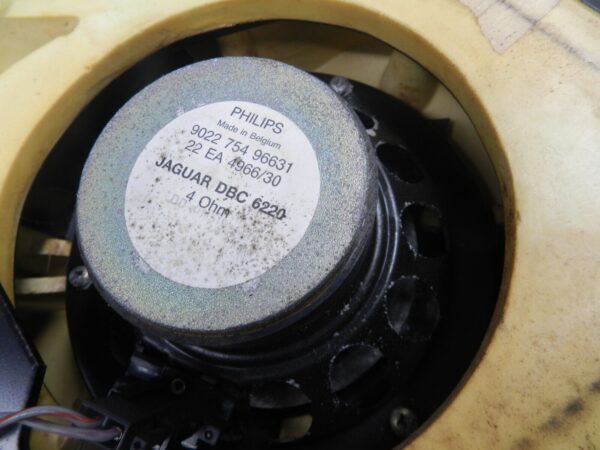 PHILIPS
Made in Belgium
9022 754 96631
22 EA 4966/30
JAGUAR DBC 6220
4 Ohm